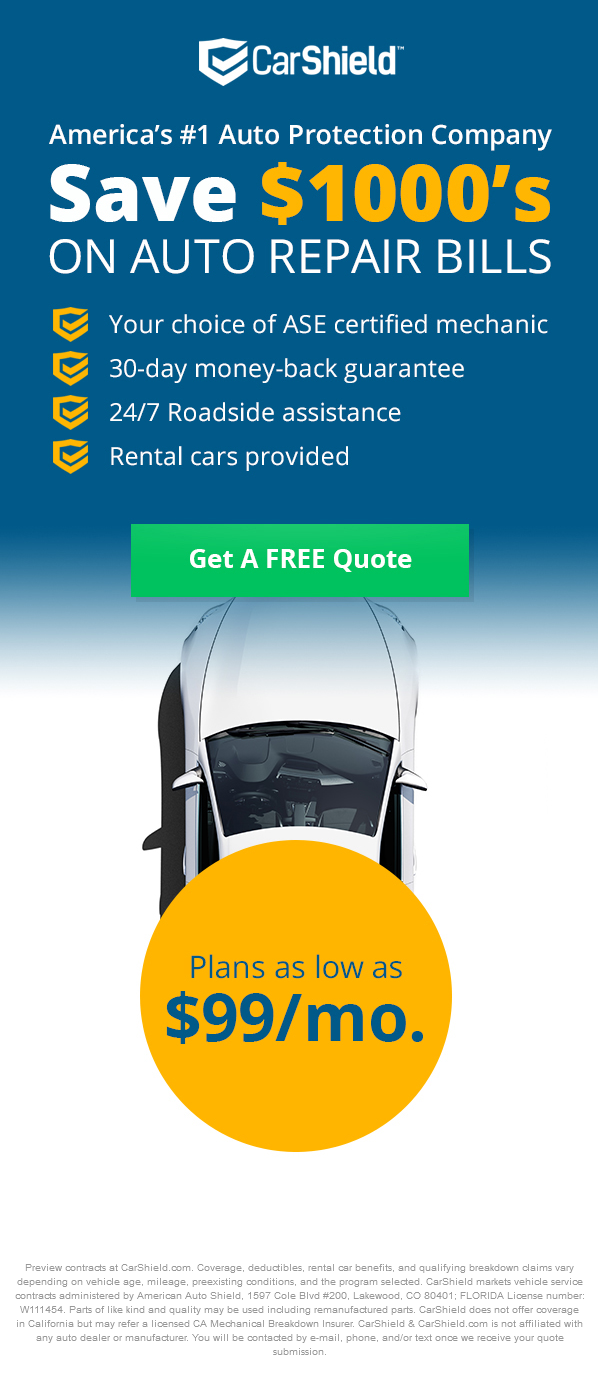 CarShield™
America's #1 Auto Protection Company
Save $1000's
ON AUTO REPAIR BILLS
Your choice of ASE certified mechanic
30-day money-back guarantee
24/7 Roadside assistance
Rental cars provided
Get A FREE Quote
Plans as low as
$99/mo.
Preview contracts at CarShield.com. Coverage, deductibles, rental car benefits, and qualifying breakdown claims vary
depending on vehicle age, mileage, preexisting conditions, and the program selected. CarShield markets vehicle service
contracts administered by American Auto Shield, 1597 Cole Blvd #200, Lakewood, CO 80401; FLORIDA License number:
W111454. Parts of like kind and quality may be used including remanufactured parts. CarShield does not offer coverage
in California but may refer a licensed CA Mechanical Breakdown Insurer. CarShield & CarShield.com is not affiliated with
any auto dealer or manufacturer. You will be contacted by e-mail, phone, and/or text once we receive your quote
submission.